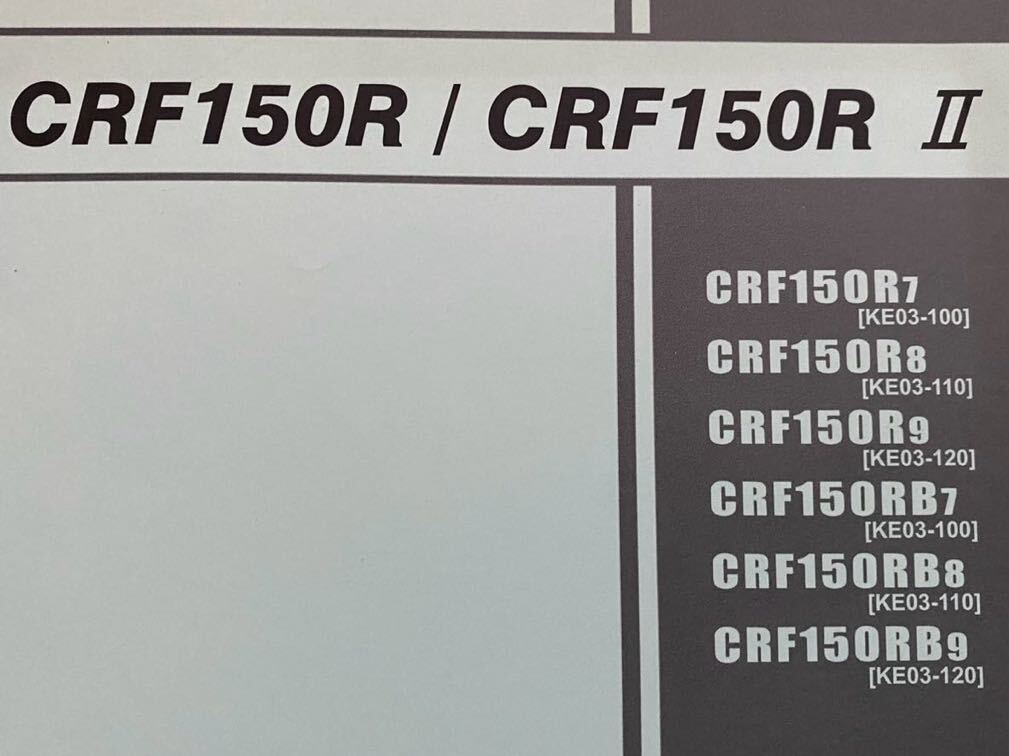 CRF150R / CRF150R II
CRF150R7
[KE03-100]
CRF150R8
[KE03-110]
CRF150R9
[KE03-120]
CRF150RB7
[KE03-100]
CRF150RB8
[KE03-110]
CRF150RB9
[KE03-120]